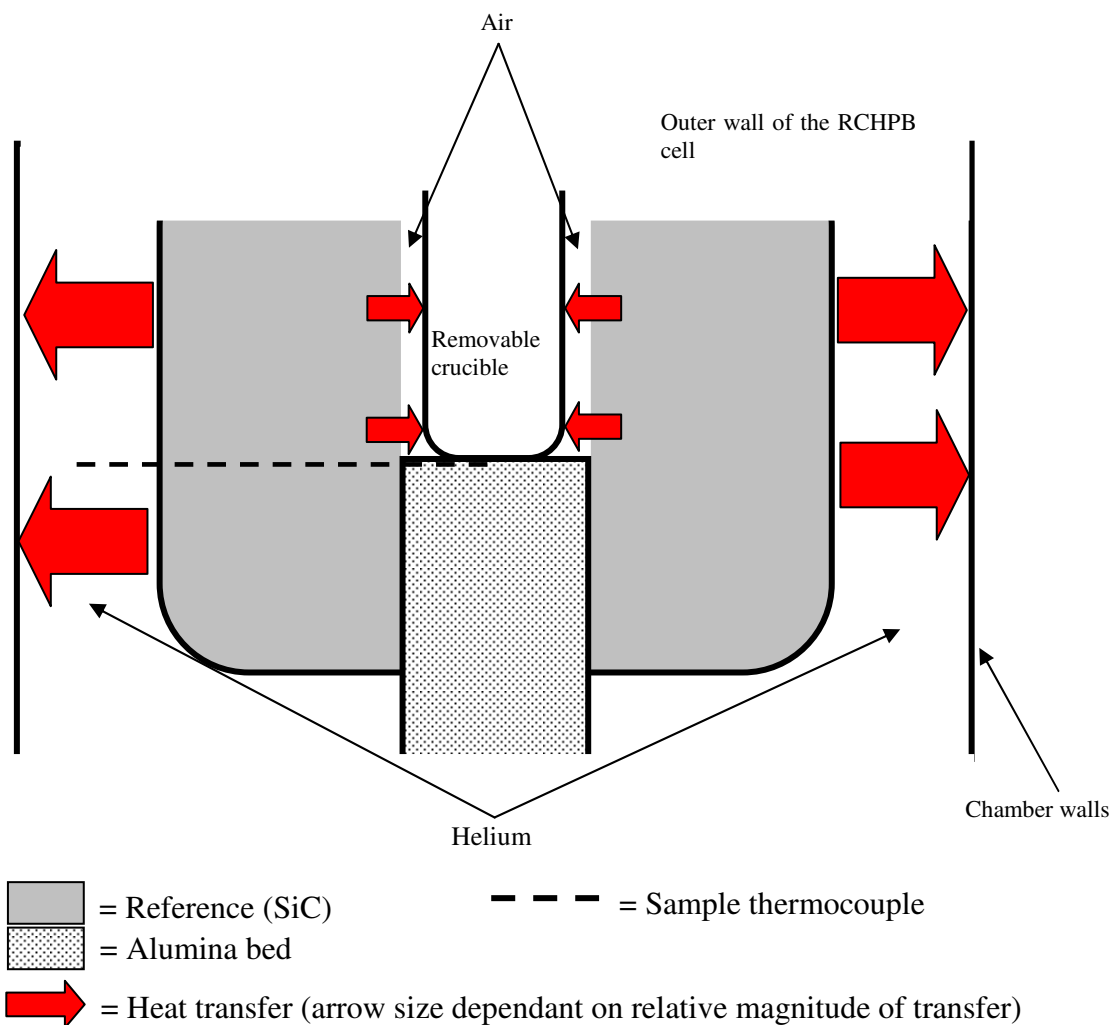 Air
Outer wall of the RCHPB
cell
Removable
crucible
Chamber walls
Helium
= Reference (SiC)
= Sample thermocouple
= Alumina bed
= Heat transfer (arrow size dependant on relative magnitude of transfer)